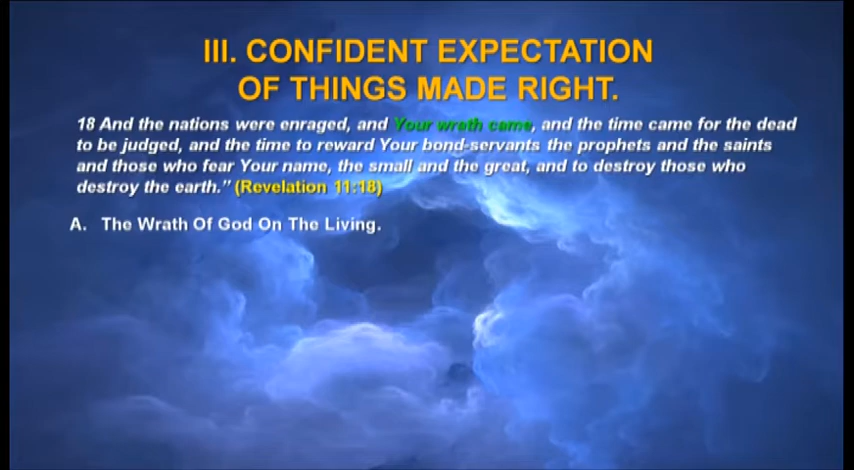 III. CONFIDENT EXPECTATION
OF THINGS MADE RIGHT.
18 And the nations were enraged, and Your wrath came, and the time came for the dead
to be judged, and the time to reward Your bond-servants the prophets and the saints
and those who fear Your name, the small and the great, and to destroy those who
destroy the earth.” (Revelation 11:18)
A. The Wrath Of God On The Living.